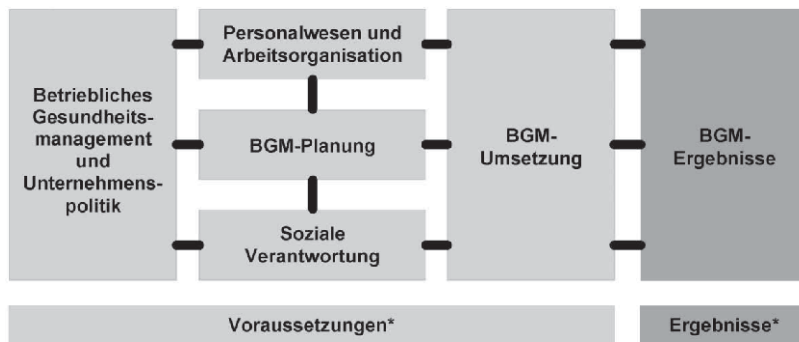 Betriebliches
Gesundheits-
management
und
Unternehmens-
politik
Personalwesen und
Arbeitsorganisation
BGM-Planung
Soziale
Verantwortung
BGM-
Umsetzung
BGM-
Ergebnisse
Voraussetzungen*
Ergebnisse*